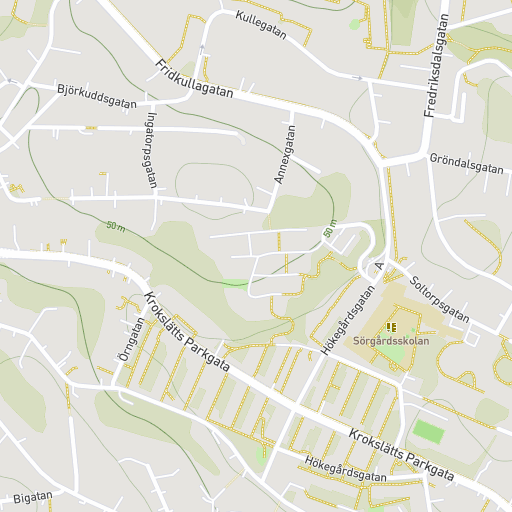 Kullegatan
Fridkullagatan
Fredriksdalsgatan
Björkuddsgatan
Ingatorpsgatan
Annexgatan
Gröndalsgatan
50 m
50 m
A
Soltorpsgatan
Krokslätts Parkgata
Hökegårdsgatan
Örngatan
Sörgårdsskolan
Krokslätts Parkgata
Hökegårdsgatan
Bigatan